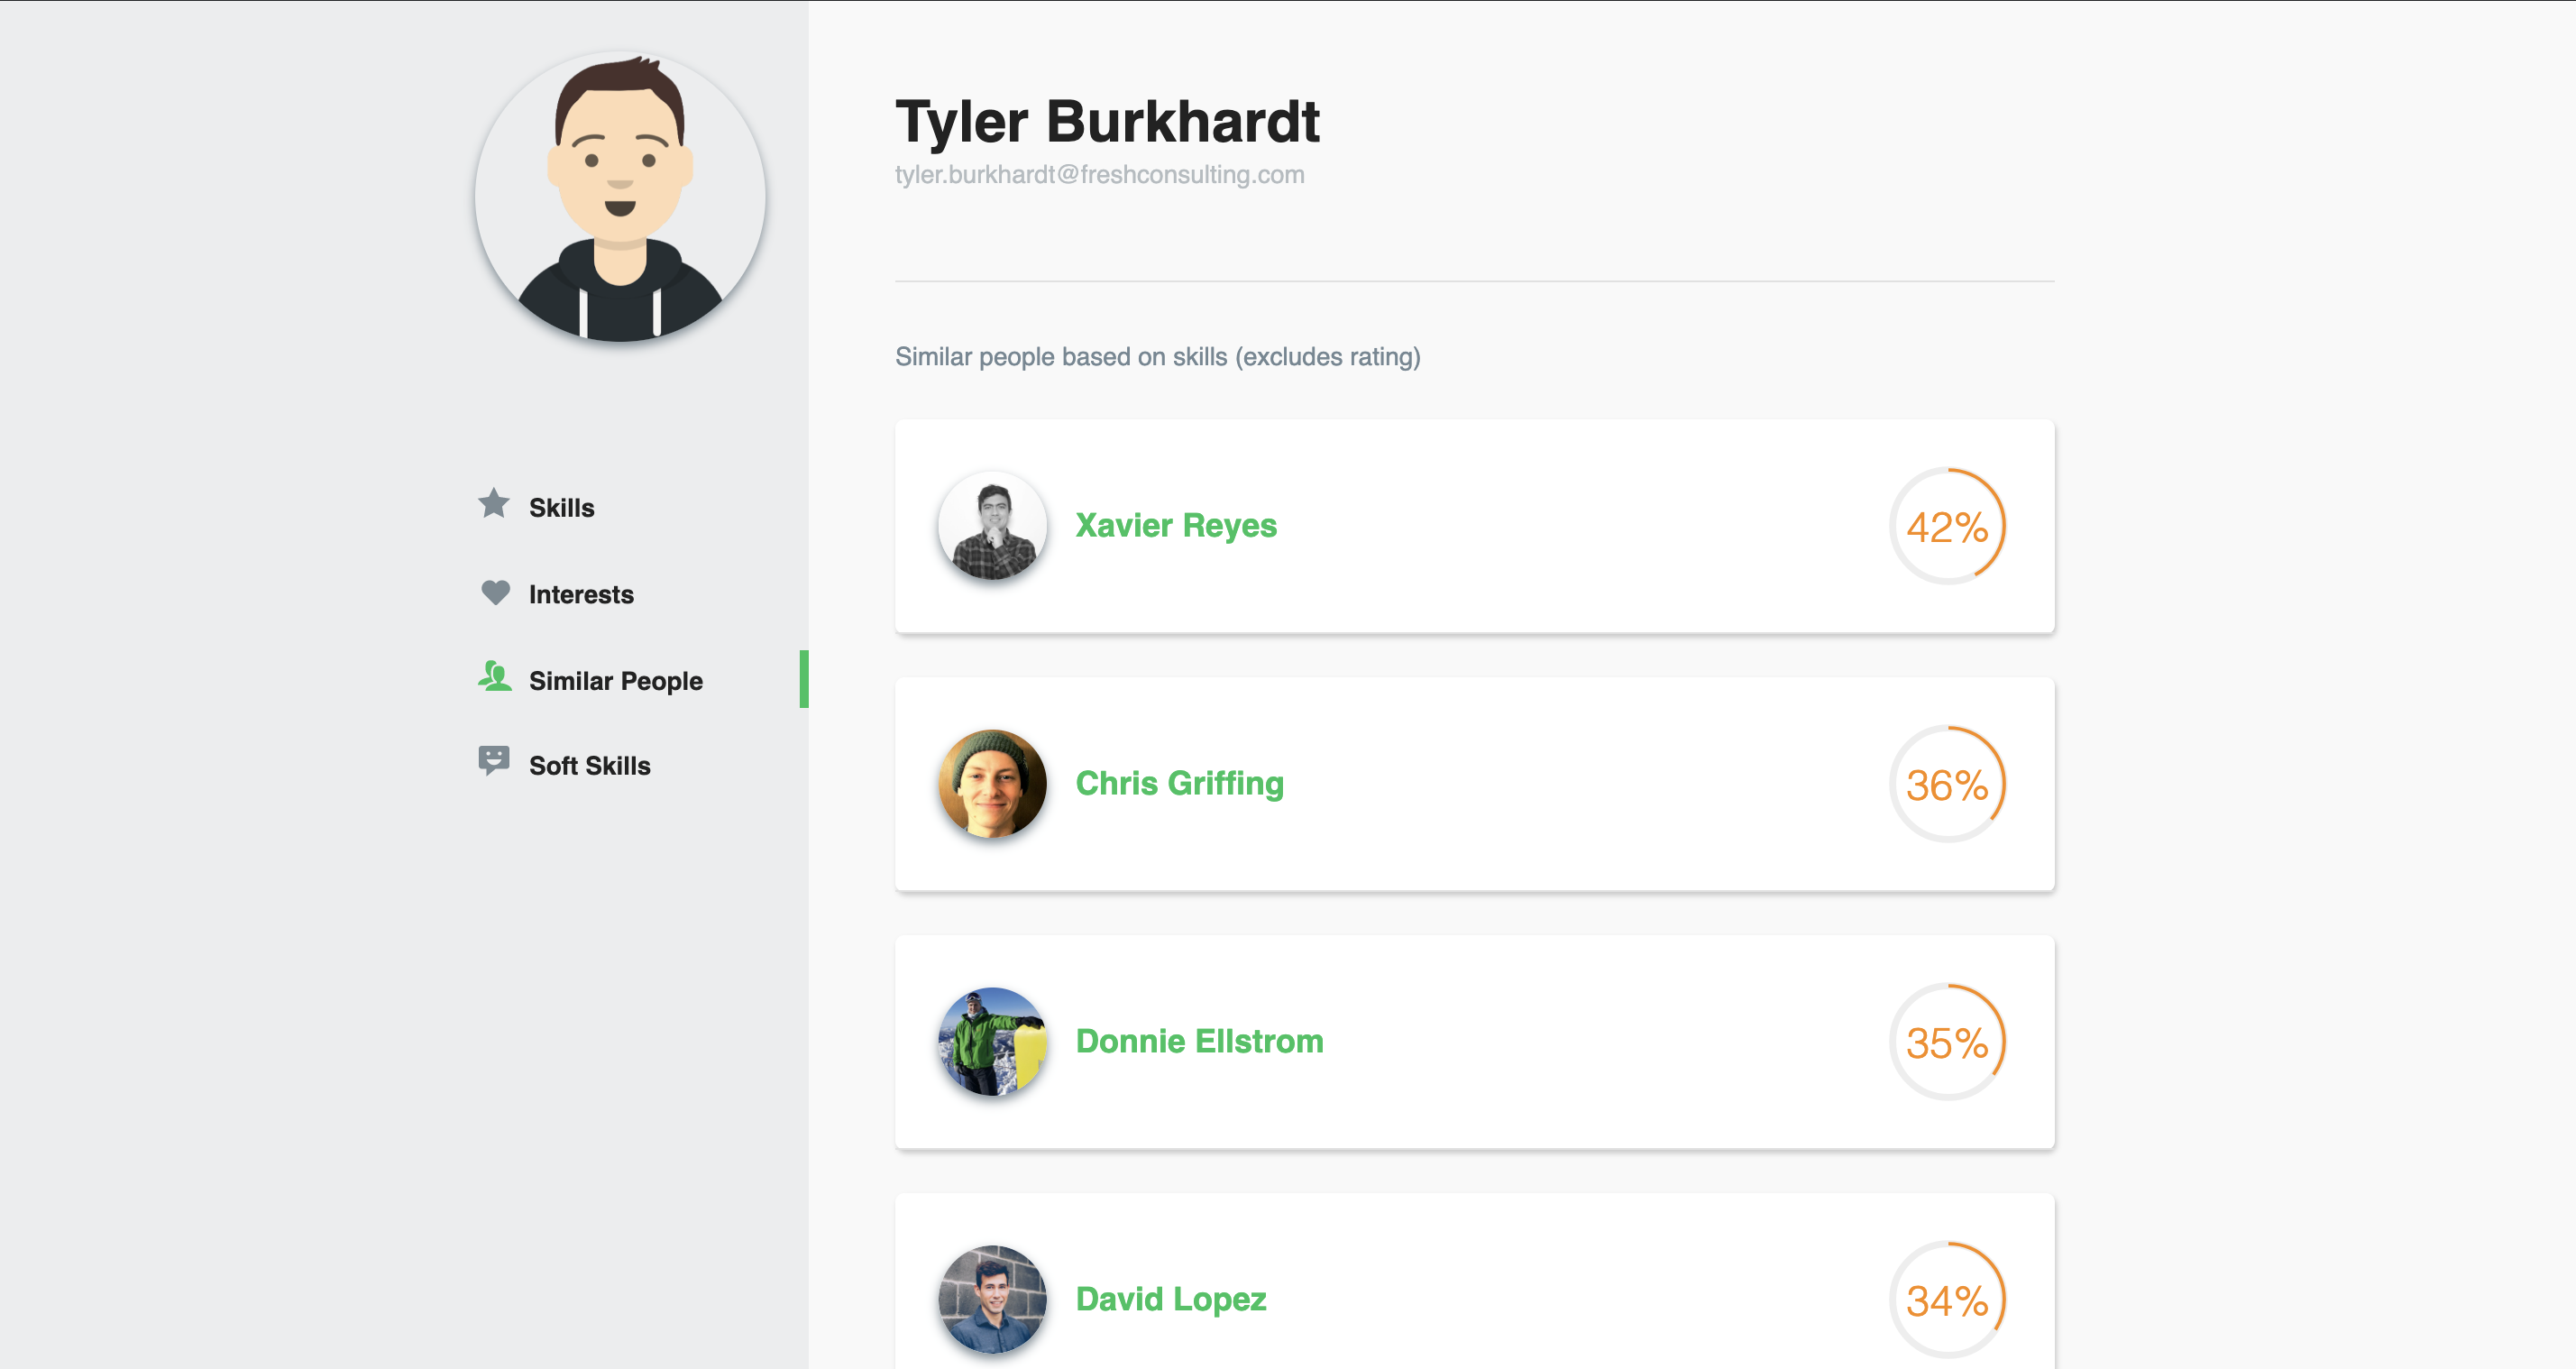 Tyler Burkhardt
tyler.burkhardt@freshconsulting.com
Skills
Interests
Similar People
Soft Skills
Similar people based on skills (excludes rating)
Xavier Reyes
42%
Chris Griffing
36%
Donnie Ellstrom
35%
David Lopez
34%